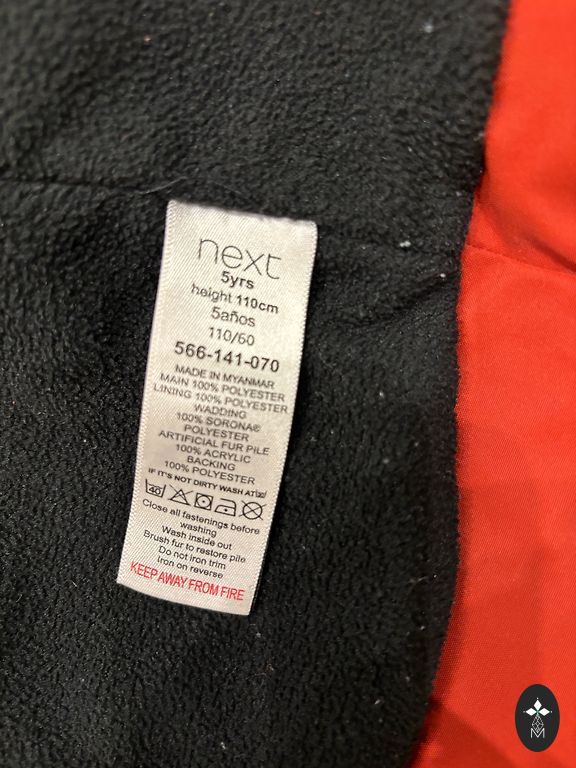 next
5yrs
height 110cm
5años
110/60
566-141-070
MADE IN MYANMAR
MAIN 100% POLYESTER
LINING 100% POLYESTER
WADDING
100% SORONA®
POLYESTER
ARTIFICIAL FUR PILE
100% ACRYLIC
BACKING
100% POLYESTER
IF IT'S NOT DIRTY WASH AT
40
Close all fastenings before
washing
Wash inside out
Brush fur to restore pile
Do not iron trim
Iron on reverse
KEEP AWAY FROM FIRE
M